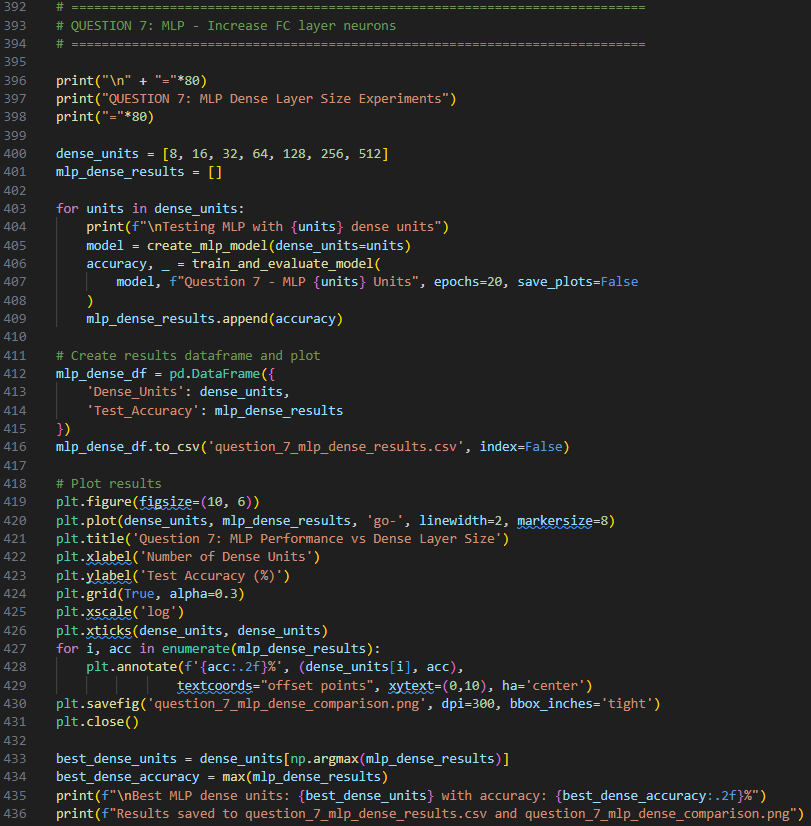 392 # ============================================================================
393 # QUESTION 7: MLP - Increase FC layer neurons
394 # ============================================================================
395
396 print("\n" + "="*80)
397 print("QUESTION 7: MLP Dense Layer Size Experiments")
398 print("="*80)
399
400 dense_units = [8, 16, 32, 64, 128, 256, 512]
401 mlp_dense_results = []
402
403 for units in dense_units:
404     print(f"\nTesting MLP with {units} dense units")
405     model = create_mlp_model(dense_units=units)
406     accuracy, _ = train_and_evaluate_model(
407         model, f"Question 7 - MLP {units} Units", epochs=20, save_plots=False
408     )
409     mlp_dense_results.append(accuracy)
410
411 # Create results dataframe and plot
412 mlp_dense_df = pd.DataFrame({
413     'Dense_Units': dense_units,
414     'Test_Accuracy': mlp_dense_results
415 })
416 mlp_dense_df.to_csv('question_7_mlp_dense_results.csv', index=False)
417
418 # Plot results
419 plt.figure(figsize=(10, 6))
420 plt.plot(dense_units, mlp_dense_results, 'go-', linewidth=2, markersize=8)
421 plt.title('Question 7: MLP Performance vs Dense Layer Size')
422 plt.xlabel('Number of Dense Units')
423 plt.ylabel('Test Accuracy (%)')
424 plt.grid(True, alpha=0.3)
425 plt.xscale('log')
426 plt.xticks(dense_units, dense_units)
427 for i, acc in enumerate(mlp_dense_results):
428     plt.annotate(f'{acc:.2f}%', (dense_units[i], acc),
429                 textcoords="offset points", xytext=(0,10), ha='center')
430 plt.savefig('question_7_mlp_dense_comparison.png', dpi=300, bbox_inches='tight')
431 plt.close()
432
433 best_dense_units = dense_units[np.argmax(mlp_dense_results)]
434 best_dense_accuracy = max(mlp_dense_results)
435 print(f"\nBest MLP dense units: {best_dense_units} with accuracy: {best_dense_accuracy:.2f}%")
436 print(f"Results saved to question_7_mlp_dense_results.csv and question_7_mlp_dense_comparison.png")